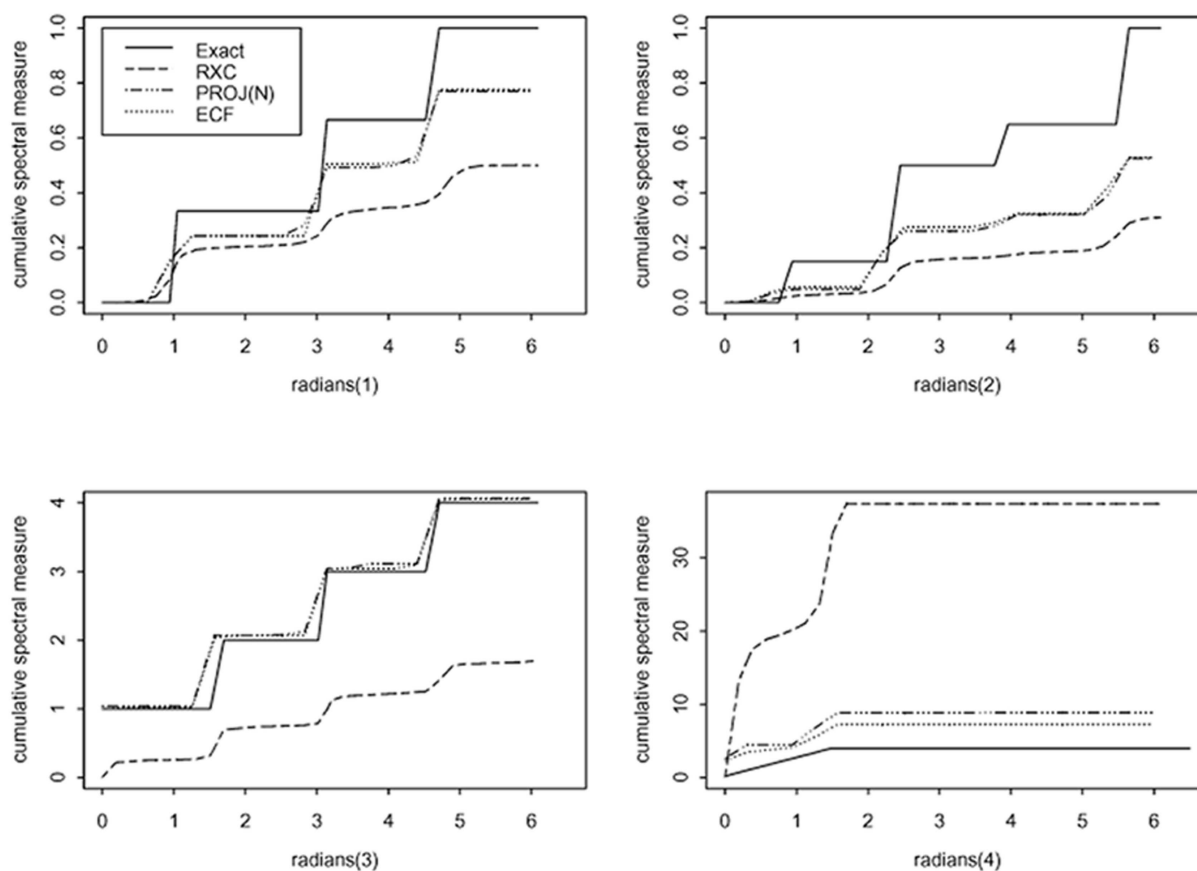 1.0
0.8
0.6
0.4
0.2
0.0
cumulative spectral measure
Exact
RXC
PROJ(N)
ECF
0 1 2 3 4 5 6
radians(1)
1.0
0.8
0.6
0.4
0.2
0.0
cumulative spectral measure
0 1 2 3 4 5 6
radians(2)
4
3
2
1
0
cumulative spectral measure
0 1 2 3 4 5 6
radians(3)
30
20
10
0
cumulative spectral measure
0 1 2 3 4 5 6
radians(4)